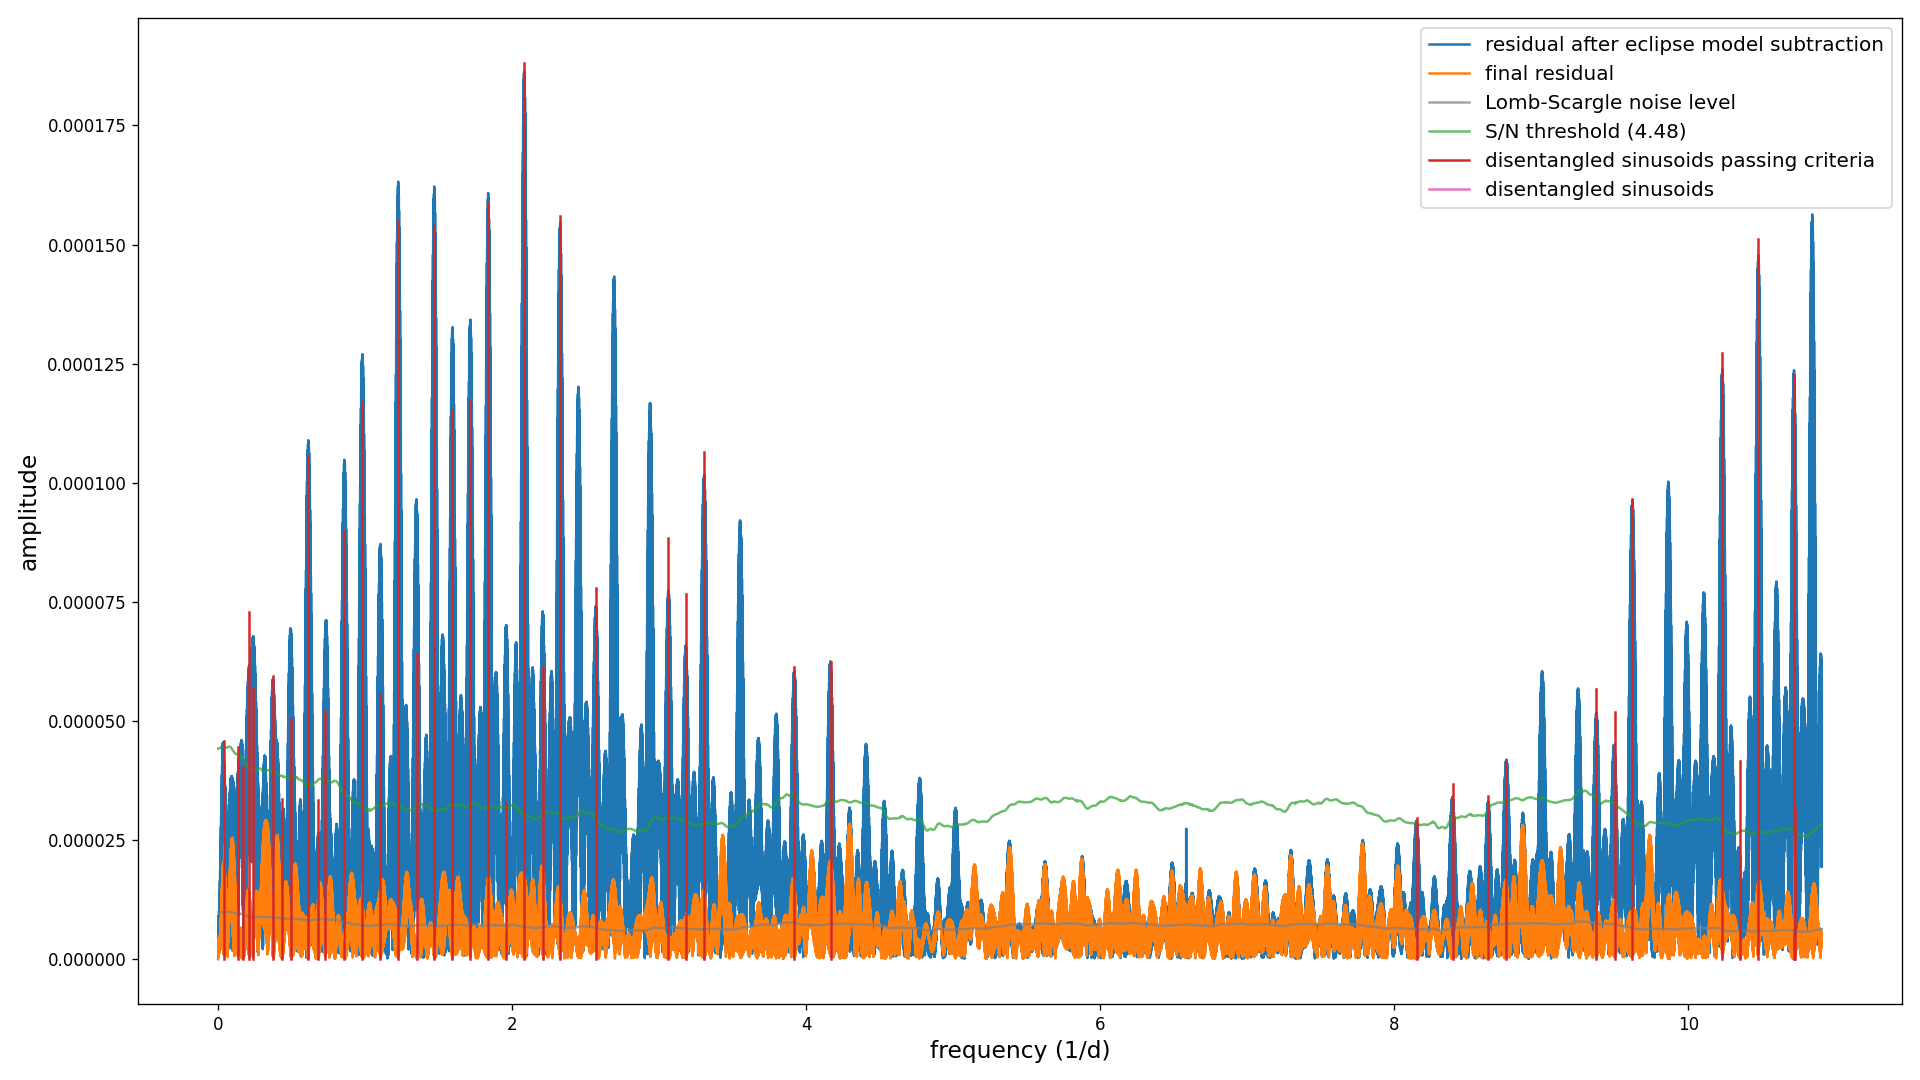 residual after eclipse model subtraction
final residual
Lomb-Scargle noise level
S/N threshold (4.48)
disentangled sinusoids passing criteria
disentangled sinusoids
amplitude
0.000175
0.000150
0.000125
0.000100
0.000075
0.000050
0.000025
0.000000
0 2 4 6 8 10
frequency (1/d)